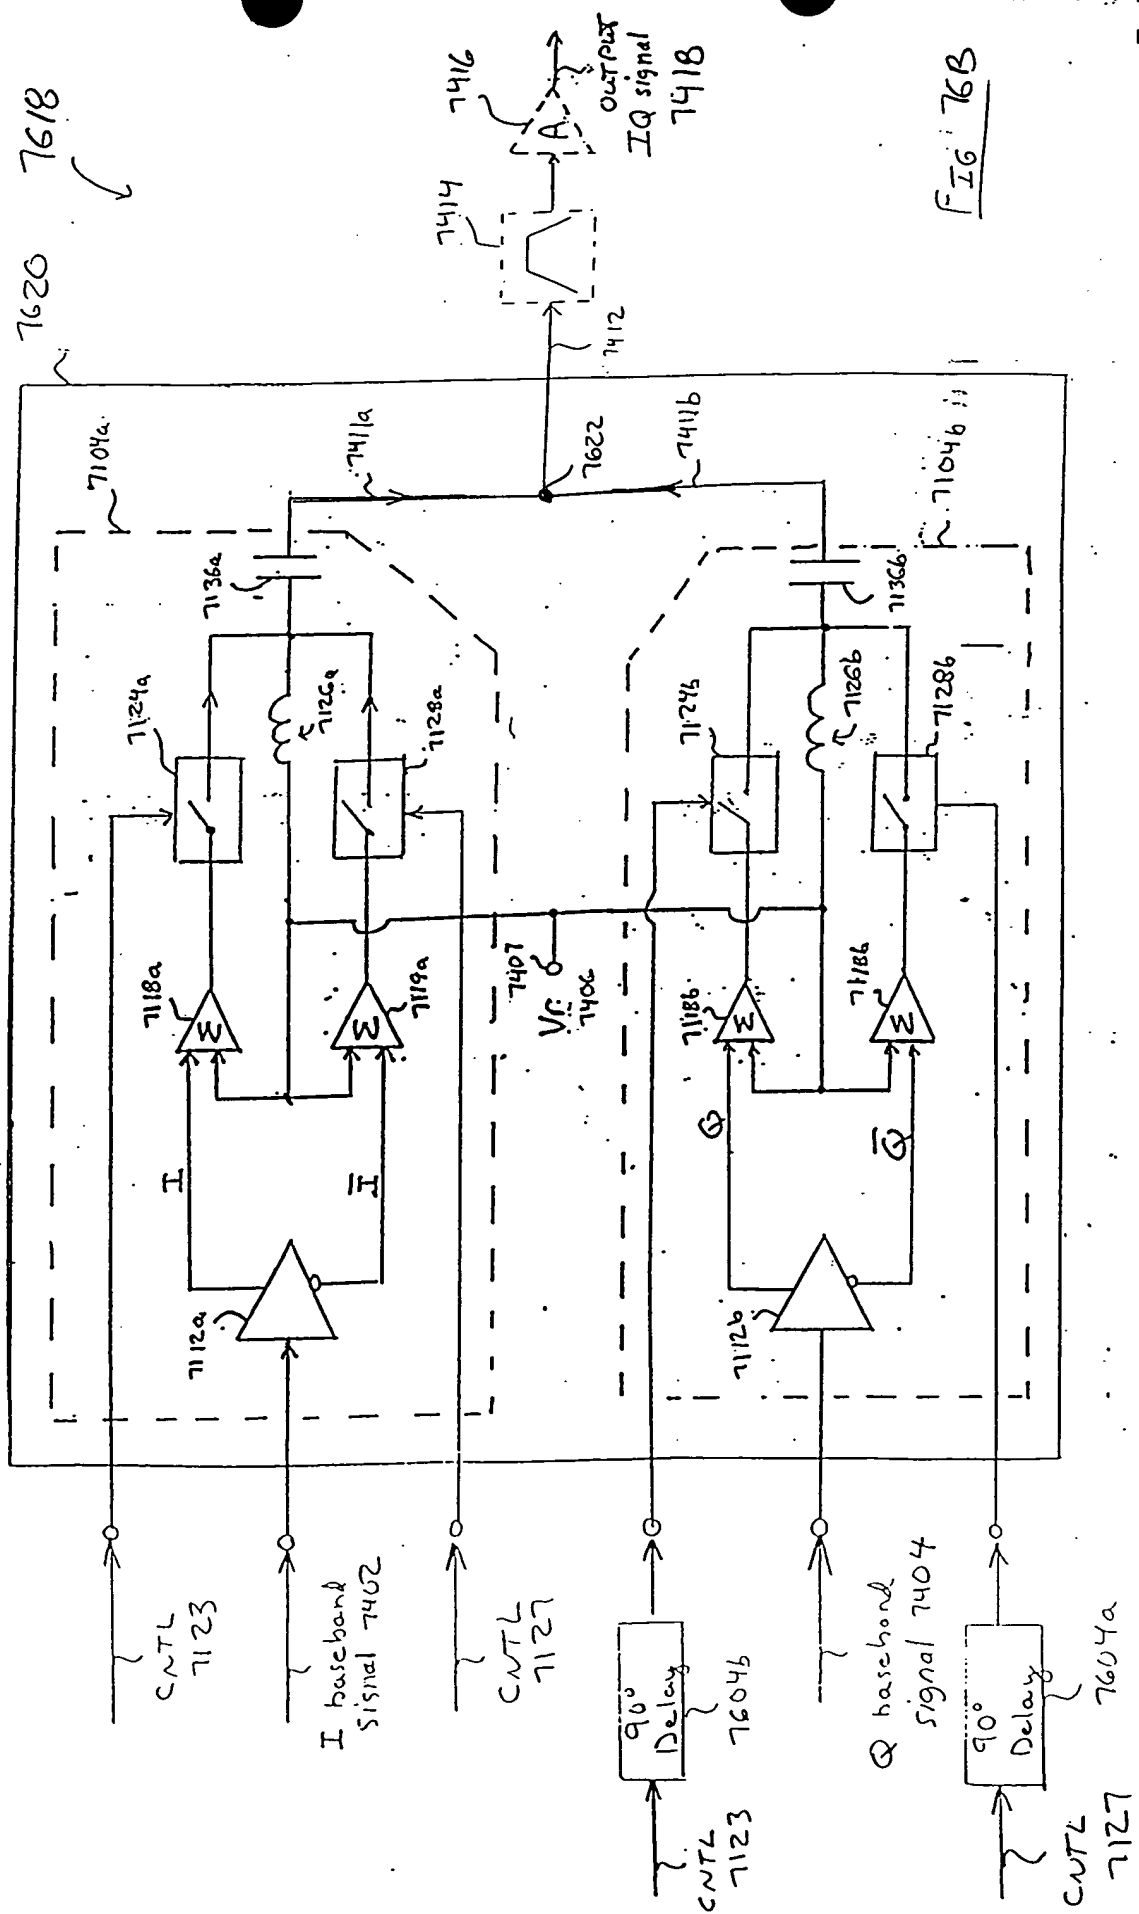 7618
7620
7104a
CNTL
7123
7124a
7136a
7118a
I
7112a
I baseband
signal 7402
7126a
7411a
7128a
7119a
Ī
CNTL
7127
7407
Vr
7406
7622
7412
7414
7416
A
OUTPUT
IQ signal
7418
CNTL
7123
90°
Delay
7604b
7124b
7118b
Q
7112b
Q baseband
signal 7404
7126b
7136b
7411b
7104b
7128b
7118b
Q̄
CNTL
7127
90°
Delay
7604a
Σ
Σ
Σ
Σ
FIG 76B